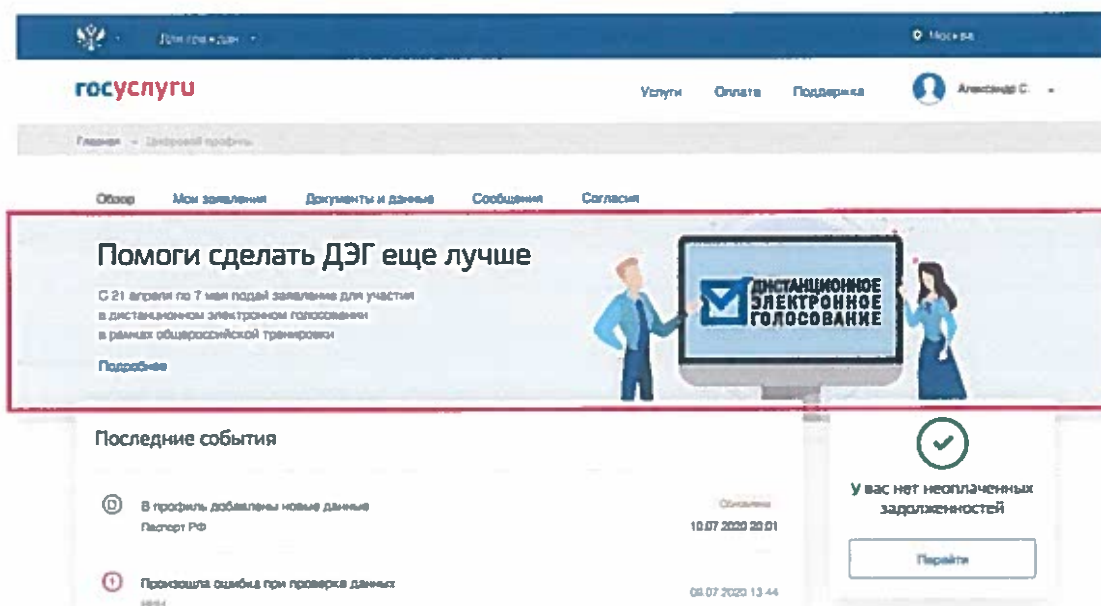 Для граждан
Москва
госуслуги
Услуги Оплата Поддержка Александр С.
Главная → Цифровой профиль
Обзор Мои заявления Документы и данные Сообщения Согласия
Помоги сделать ДЭГ еще лучше
С 21 апреля по 7 мая подай заявление для участия
в дистанционном электронном голосовании
в рамках общероссийской тренировки
Подробнее
ДИСТАНЦИОННОЕ
ЭЛЕКТРОННОЕ
ГОЛОСОВАНИЕ
Последние события
В профиль добавлены новые данные
Паспорт РФ
Обновлена
10.07 2020 20:01
Произошла ошибка при проверке данных
09.07 2020 13 44
У вас нет неоплаченных
задолженностей
Перейти